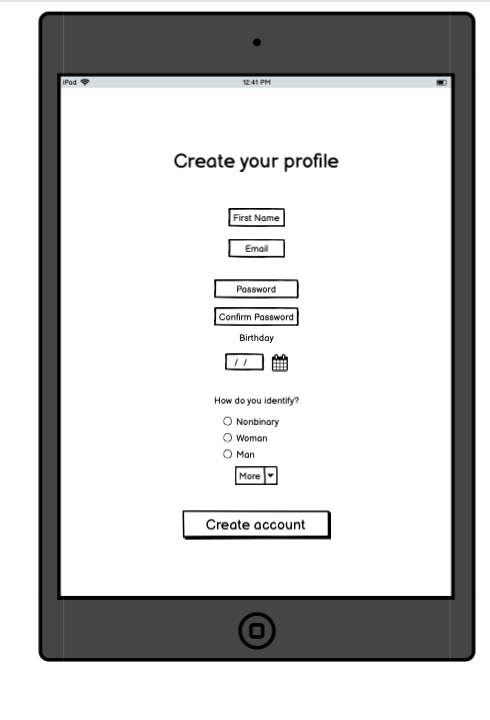 iPad 12:41 PM
Create your profile
First Name
Email
Password
Confirm Password
Birthday
/ /
How do you identify?
Nonbinary
Woman
Man
More
Create account